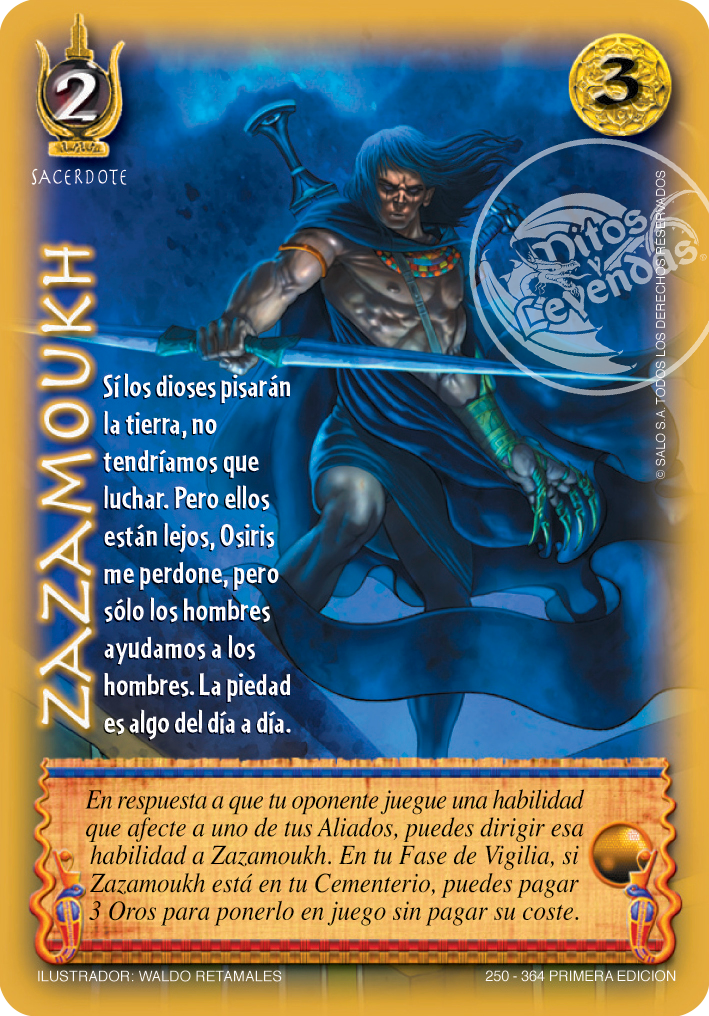 2
3
SACERDOTE
Mitos
y
Leyendas
©
© SALO S.A. TODOS LOS DERECHOS RESERVADOS
ZAZAMOUKH
Sí los dioses pisarán
la tierra, no
tendríamos que
luchar. Pero ellos
están lejos, Osiris
me perdone, pero
sólo los hombres
ayudamos a los
hombres. La piedad
es algo del día a día.
En respuesta a que tu oponente juegue una habilidad
que afecte a uno de tus Aliados, puedes dirigir esa
habilidad a Zazamoukh. En tu Fase de Vigilia, si
Zazamoukh está en tu Cementerio, puedes pagar
3 Oros para ponerlo en juego sin pagar su coste.
ILUSTRADOR: WALDO RETAMALES
250 - 364 PRIMERA EDICION